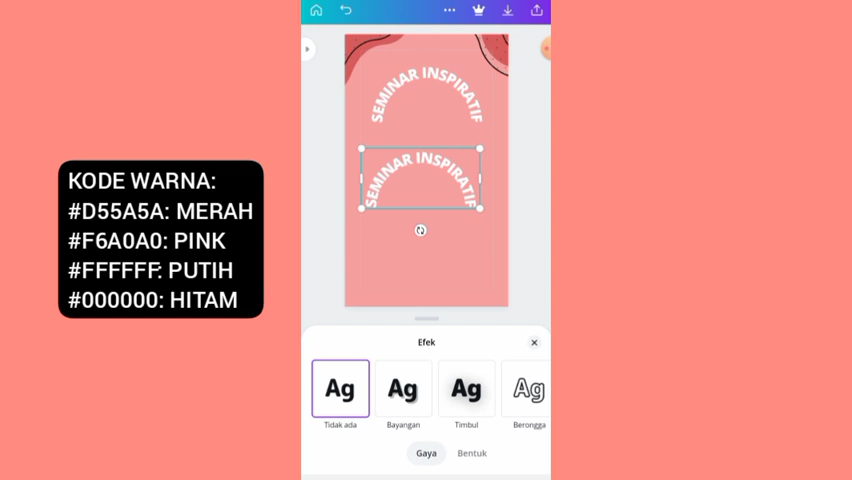 KODE WARNA:
#D55A5A: MERAH
#F6A0A0: PINK
#FFFFFF: PUTIH
#000000: HITAM
SEMINAR INSPIRATIF
SEMINAR INSPIRATIF
Efek
Ag Ag Ag Ag
Tidak ada Bayangan Timbul Berongga
Gaya Bentuk